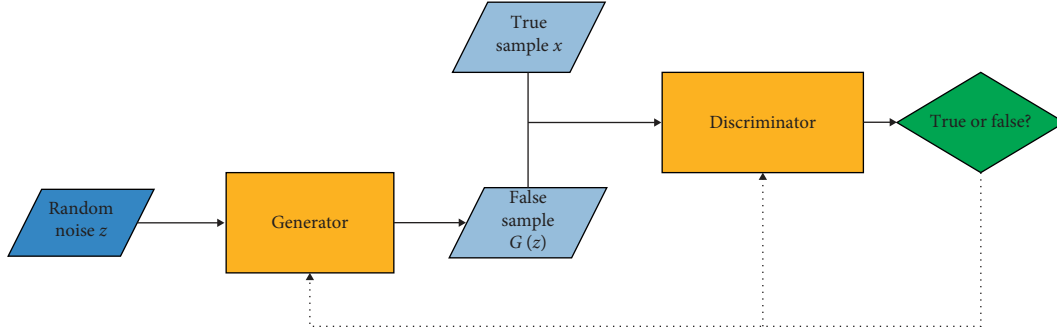 True
sample x
Discriminator
True or false?
Random
noise z
Generator
False
sample
G (z)